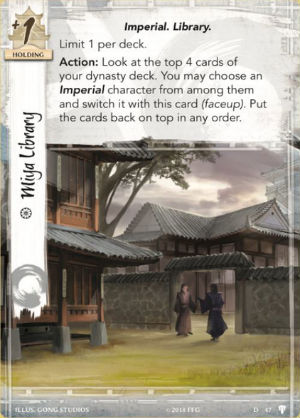 +1
HOLDING
Imperial. Library.
Limit 1 per deck.
Action: Look at the top 4 cards of
your dynasty deck. You may choose an
Imperial character from among them
and switch it with this card (faceup). Put
the cards back on top in any order.
Miya Library
ILLUS. GONG STUDIOS
©2018 FFG
D 47